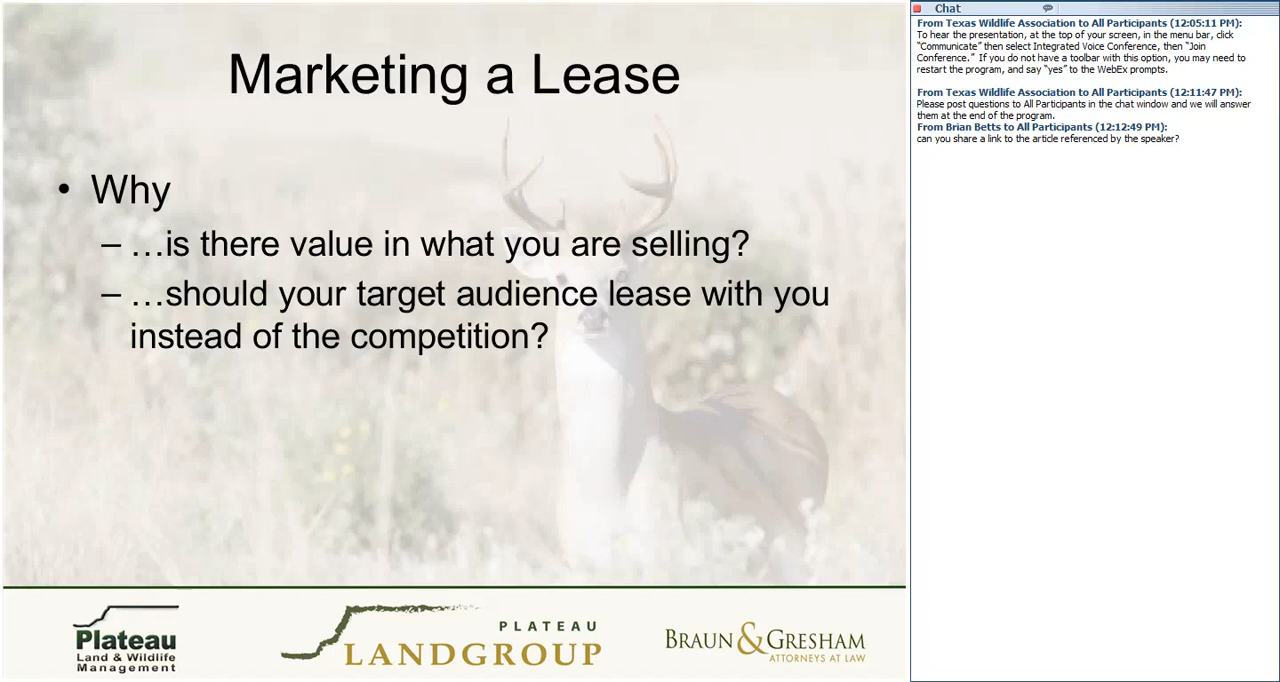 Marketing a Lease
• Why
– …is there value in what you are selling?
– …should your target audience lease with you
instead of the competition?
Plateau
Land & Wildlife
Management
PLATEAU
LANDGROUP
BRAUN & GRESHAM
ATTORNEYS AT LAW
Chat
From Texas Wildlife Association to All Participants (12:05:11 PM):
To hear the presentation, at the top of your screen, in the menu bar, click
“Communicate” then select Integrated Voice Conference, then “Join
Conference.” If you do not have a toolbar with this option, you may need to
restart the program, and say “yes” to the WebEx prompts.
From Texas Wildlife Association to All Participants (12:11:47 PM):
Please post questions to All Participants in the chat window and we will answer
them at the end of the program.
From Brian Betts to All Participants (12:12:49 PM):
can you share a link to the article referenced by the speaker?